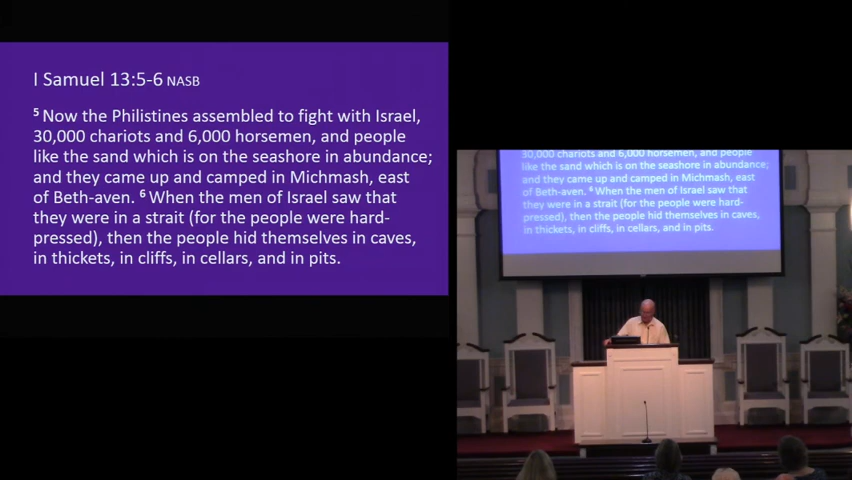 I Samuel 13:5-6 NASB
⁵ Now the Philistines assembled to fight with Israel,
30,000 chariots and 6,000 horsemen, and people
like the sand which is on the seashore in abundance;
and they came up and camped in Michmash, east
of Beth-aven. ⁶ When the men of Israel saw that
they were in a strait (for the people were hard-
pressed), then the people hid themselves in caves,
in thickets, in cliffs, in cellars, and in pits.
30,000 chariots and 6,000 horsemen, and people
like the sand which is on the seashore in abundance;
and they came up and camped in Michmash, east
of Beth-aven. ⁶ When the men of Israel saw that
they were in a strait (for the people were hard-
pressed), then the people hid themselves in caves,
in thickets, in cliffs, in cellars, and in pits.